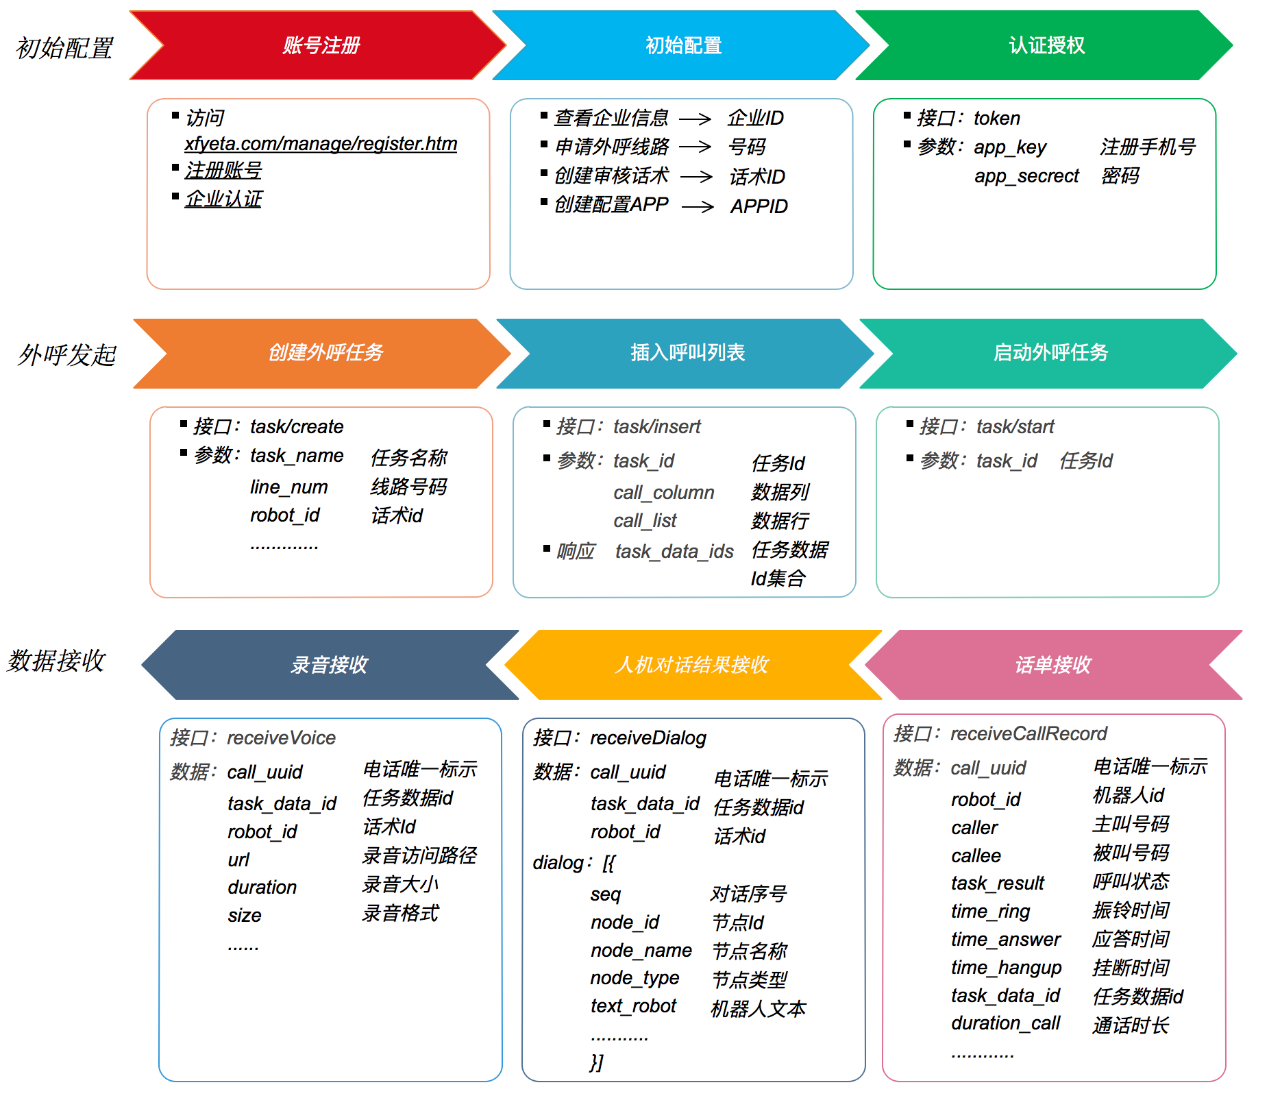 初始配置
账号注册
初始配置
认证授权
访问
xfyeta.com/manage/register.htm
注册账号
企业认证
查看企业信息 → 企业ID
申请外呼线路 → 号码
创建审核话术 → 话术ID
创建配置APP → APPID
接口：token
参数：app_key 注册手机号
app_secrect 密码
外呼发起
创建外呼任务
插入呼叫列表
启动外呼任务
接口：task/create
参数：task_name 任务名称
line_num 线路号码
robot_id 话术id
.............
接口：task/insert
参数：task_id 任务Id
call_column 数据列
call_list 数据行
响应 task_data_ids 任务数据
Id集合
接口：task/start
参数：task_id 任务Id
数据接收
录音接收
人机对话结果接收
话单接收
接口：receiveVoice
数据：call_uuid 电话唯一标示
task_data_id 任务数据id
robot_id 话术Id
url 录音访问路径
duration 录音大小
size 录音格式
......
接口：receiveDialog
数据：call_uuid 电话唯一标示
task_data_id 任务数据id
robot_id 话术id
dialog：[{
seq 对话序号
node_id 节点Id
node_name 节点名称
node_type 节点类型
text_robot 机器人文本
...........
}]
接口：receiveCallRecord
数据：call_uuid 电话唯一标示
robot_id 机器人id
caller 主叫号码
callee 被叫号码
task_result 呼叫状态
time_ring 振铃时间
time_answer 应答时间
time_hangup 挂断时间
task_data_id 任务数据id
duration_call 通话时长
............